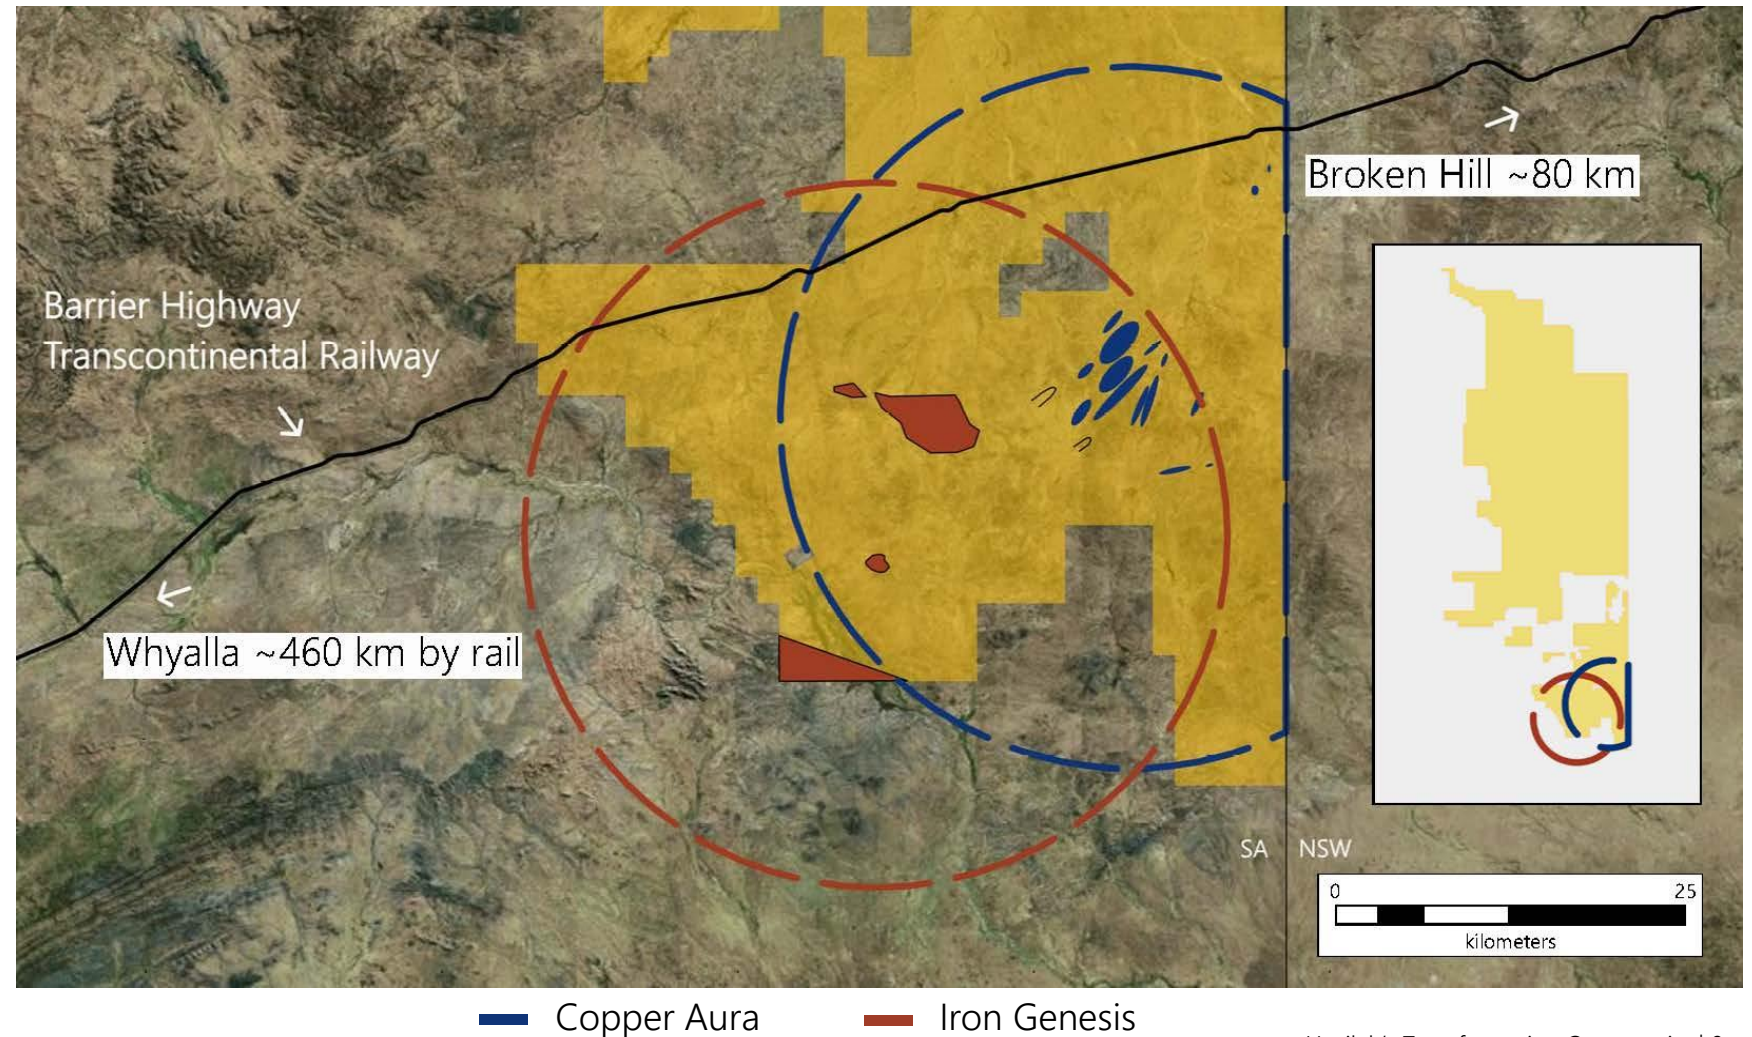 Broken Hill ~80 km
Barrier Highway
Transcontinental Railway
Whyalla ~460 km by rail
SA NSW
0 25
kilometers
Copper Aura Iron Genesis